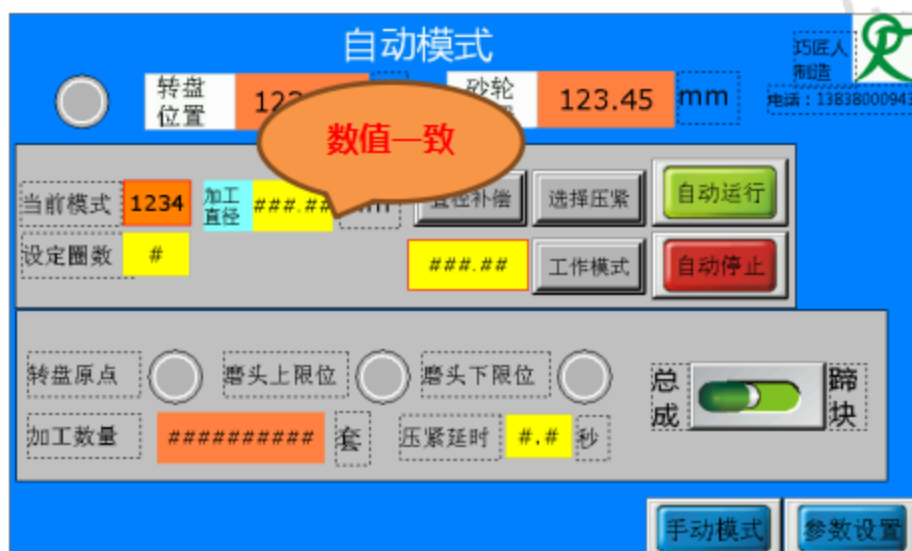 自动模式
巧匠人
制造
电话：13838000943
转盘
位置
砂轮
123.45
mm
数值一致
当前模式
1234
加工
直径
###.##
直径补偿
选择压紧
自动运行
设定圈数
#
###.##
工作模式
自动停止
转盘原点
磨头上限位
磨头下限位
总成
蹄块
加工数量
##########
套
压紧延时
#.#
秒
手动模式
参数设置